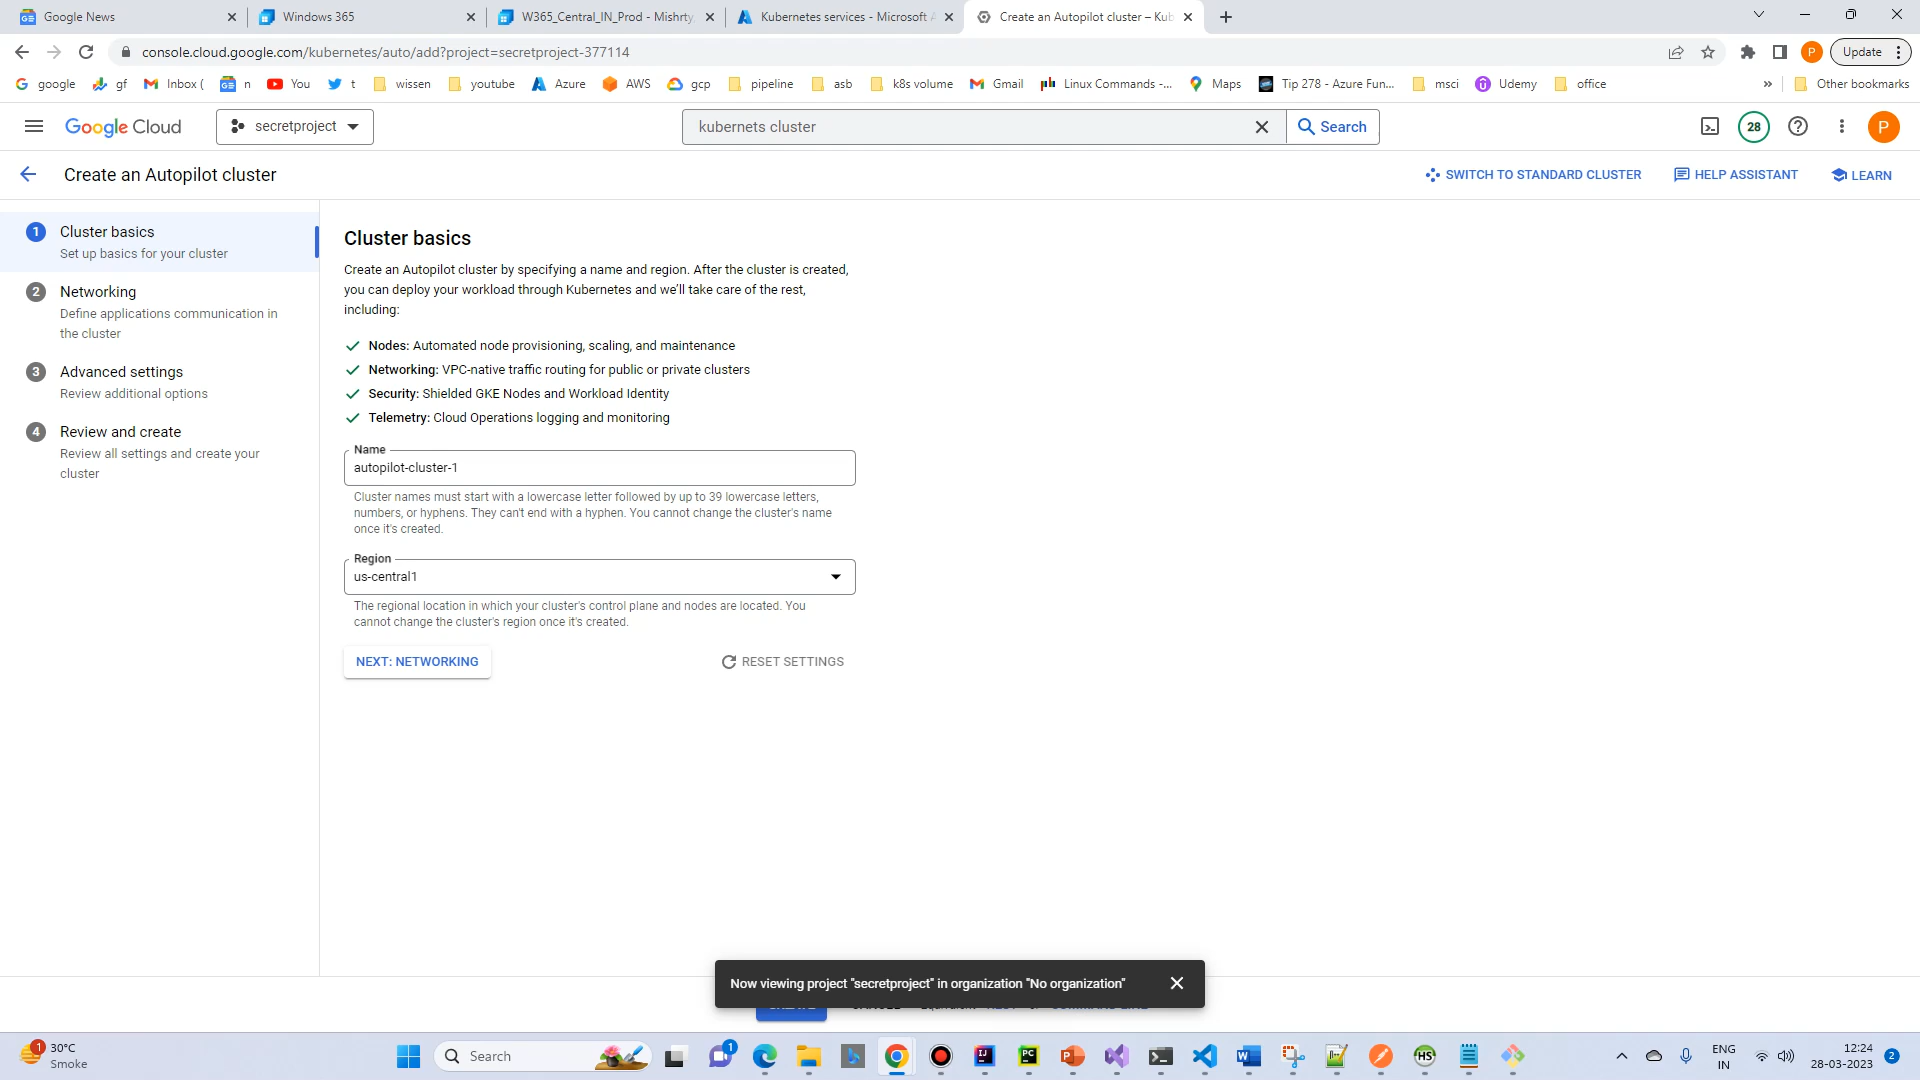 Google News
Windows 365
W365_Central_IN_Prod - Mishrty
Kubernetes services - Microsoft A
Create an Autopilot cluster – Kub
console.cloud.google.com/kubernetes/auto/add?project=secretproject-377114
P
Update
google
gf
Inbox (
n
You
t
wissen
youtube
Azure
AWS
gcp
pipeline
asb
k8s volume
Gmail
Linux Commands -...
Maps
Tip 278 - Azure Fun...
msci
Udemy
office
»
Other bookmarks
Google Cloud
secretproject
kubernets cluster
Search
28
P
Create an Autopilot cluster
SWITCH TO STANDARD CLUSTER
HELP ASSISTANT
LEARN
1
Cluster basics
Set up basics for your cluster
2
Networking
Define applications communication in
the cluster
3
Advanced settings
Review additional options
4
Review and create
Review all settings and create your
cluster
Cluster basics
Create an Autopilot cluster by specifying a name and region. After the cluster is created,
you can deploy your workload through Kubernetes and we'll take care of the rest,
including:
Nodes: Automated node provisioning, scaling, and maintenance
Networking: VPC-native traffic routing for public or private clusters
Security: Shielded GKE Nodes and Workload Identity
Telemetry: Cloud Operations logging and monitoring
Name
autopilot-cluster-1
Cluster names must start with a lowercase letter followed by up to 39 lowercase letters,
numbers, or hyphens. They can't end with a hyphen. You cannot change the cluster's name
once it's created.
Region
us-central1
The regional location in which your cluster's control plane and nodes are located. You
cannot change the cluster's region once it's created.
NEXT: NETWORKING
RESET SETTINGS
Now viewing project "secretproject" in organization "No organization"
1
30°C
Smoke
Search
1
IJ
PC
HS
ENG
IN
12:24
28-03-2023
2